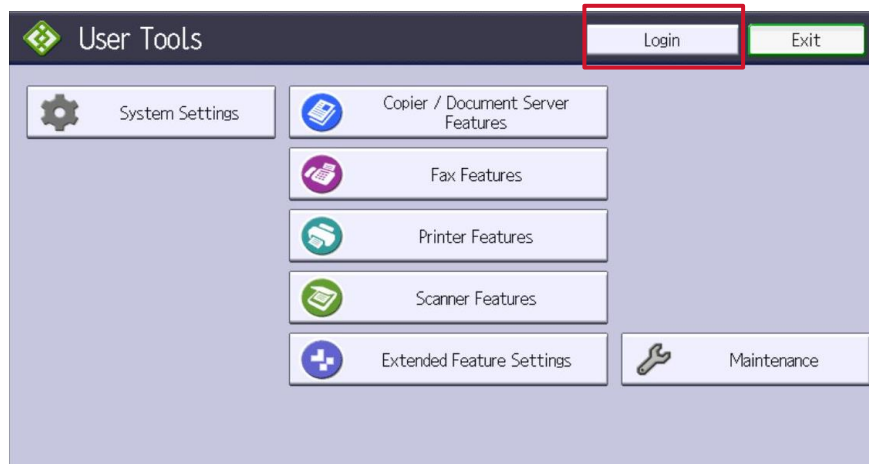 User Tools
Login
Exit
System Settings
Copier / Document Server
Features
Fax Features
Printer Features
Scanner Features
Extended Feature Settings
Maintenance